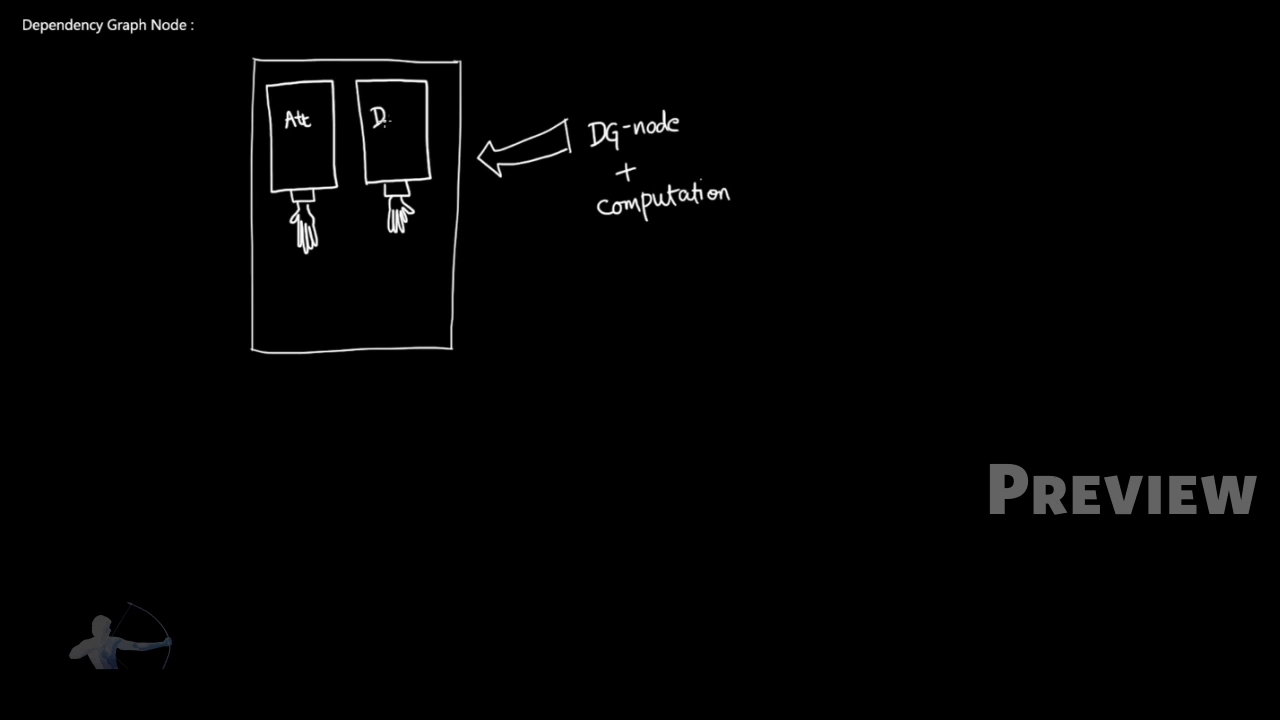 Dependency Graph Node :
Att
D
DG-node
+
computation
PREVIEW